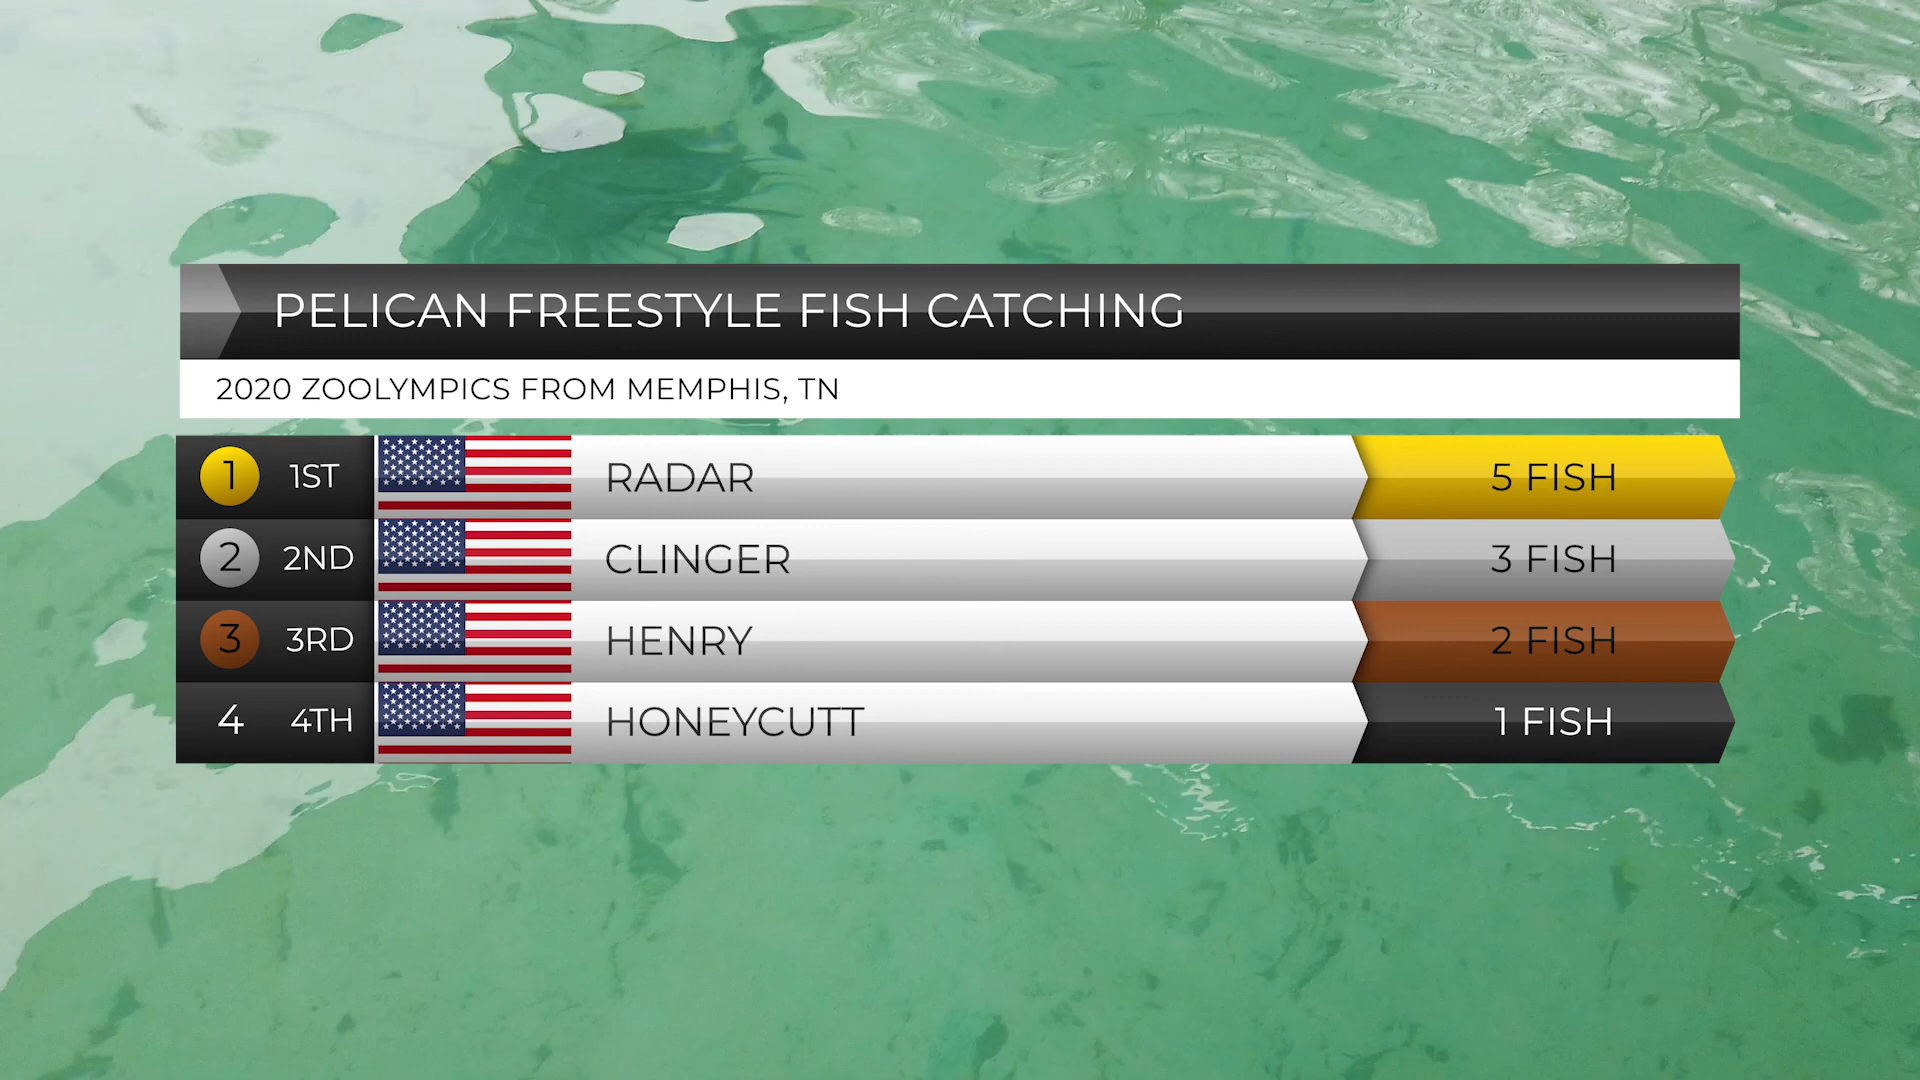 PELICAN FREESTYLE FISH CATCHING
2020 ZOOLYMPICS FROM MEMPHIS, TN
1 1ST RADAR 5 FISH
2 2ND CLINGER 3 FISH
3 3RD HENRY 2 FISH
4 4TH HONEYCUTT 1 FISH